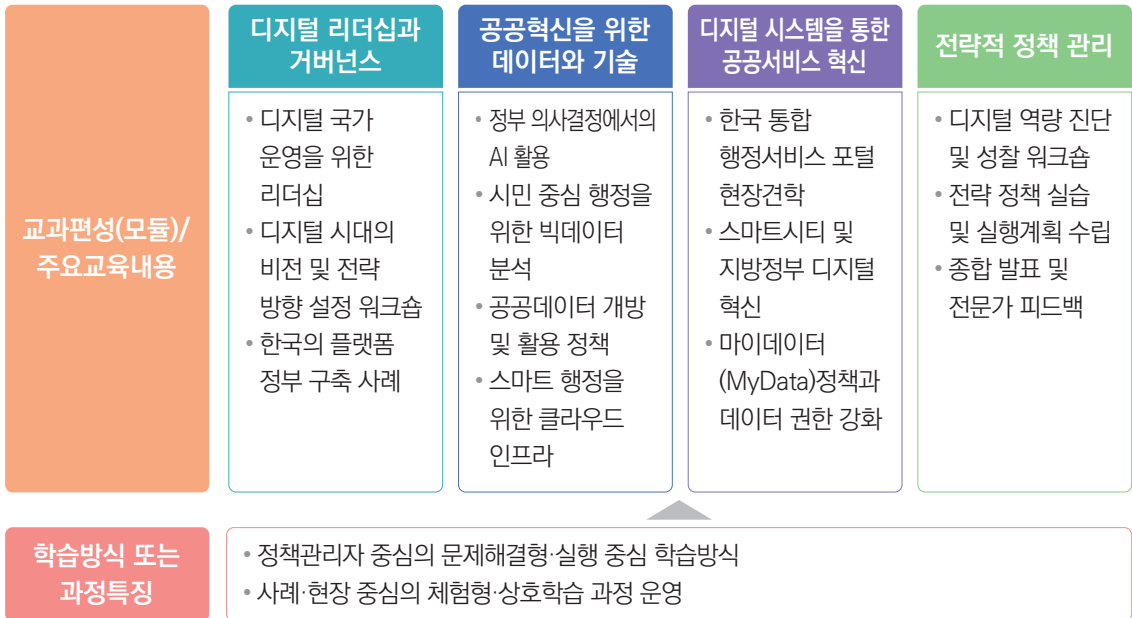 교과편성(모듈)/
주요교육내용
디지털 리더십과
거버넌스
• 디지털 국가
운영을 위한
리더십
• 디지털 시대의
비전 및 전략
방향 설정 워크숍
• 한국의 플랫폼
정부 구축 사례
공공혁신을 위한
데이터와 기술
• 정부 의사결정에서의
AI 활용
• 시민 중심 행정을
위한 빅데이터
분석
• 공공데이터 개방
및 활용 정책
• 스마트 행정을
위한 클라우드
인프라
디지털 시스템을 통한
공공서비스 혁신
• 한국 통합
행정서비스 포털
현장견학
• 스마트시티 및
지방정부 디지털
혁신
• 마이데이터
(MyData)정책과
데이터 권한 강화
전략적 정책 관리
• 디지털 역량 진단
및 성찰 워크숍
• 전략 정책 실습
및 실행계획 수립
• 종합 발표 및
전문가 피드백
학습방식 또는
과정특징
• 정책관리자 중심의 문제해결형·실행 중심 학습방식
• 사례·현장 중심의 체험형·상호학습 과정 운영